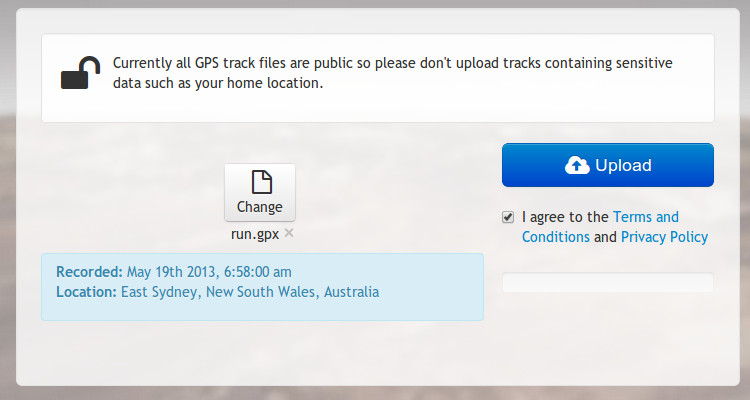 Currently all GPS track files are public so please don't upload tracks containing sensitive
data such as your home location.
Upload
Change
run.gpx ×
I agree to the Terms and
Conditions and Privacy Policy
Recorded: May 19th 2013, 6:58:00 am
Location: East Sydney, New South Wales, Australia